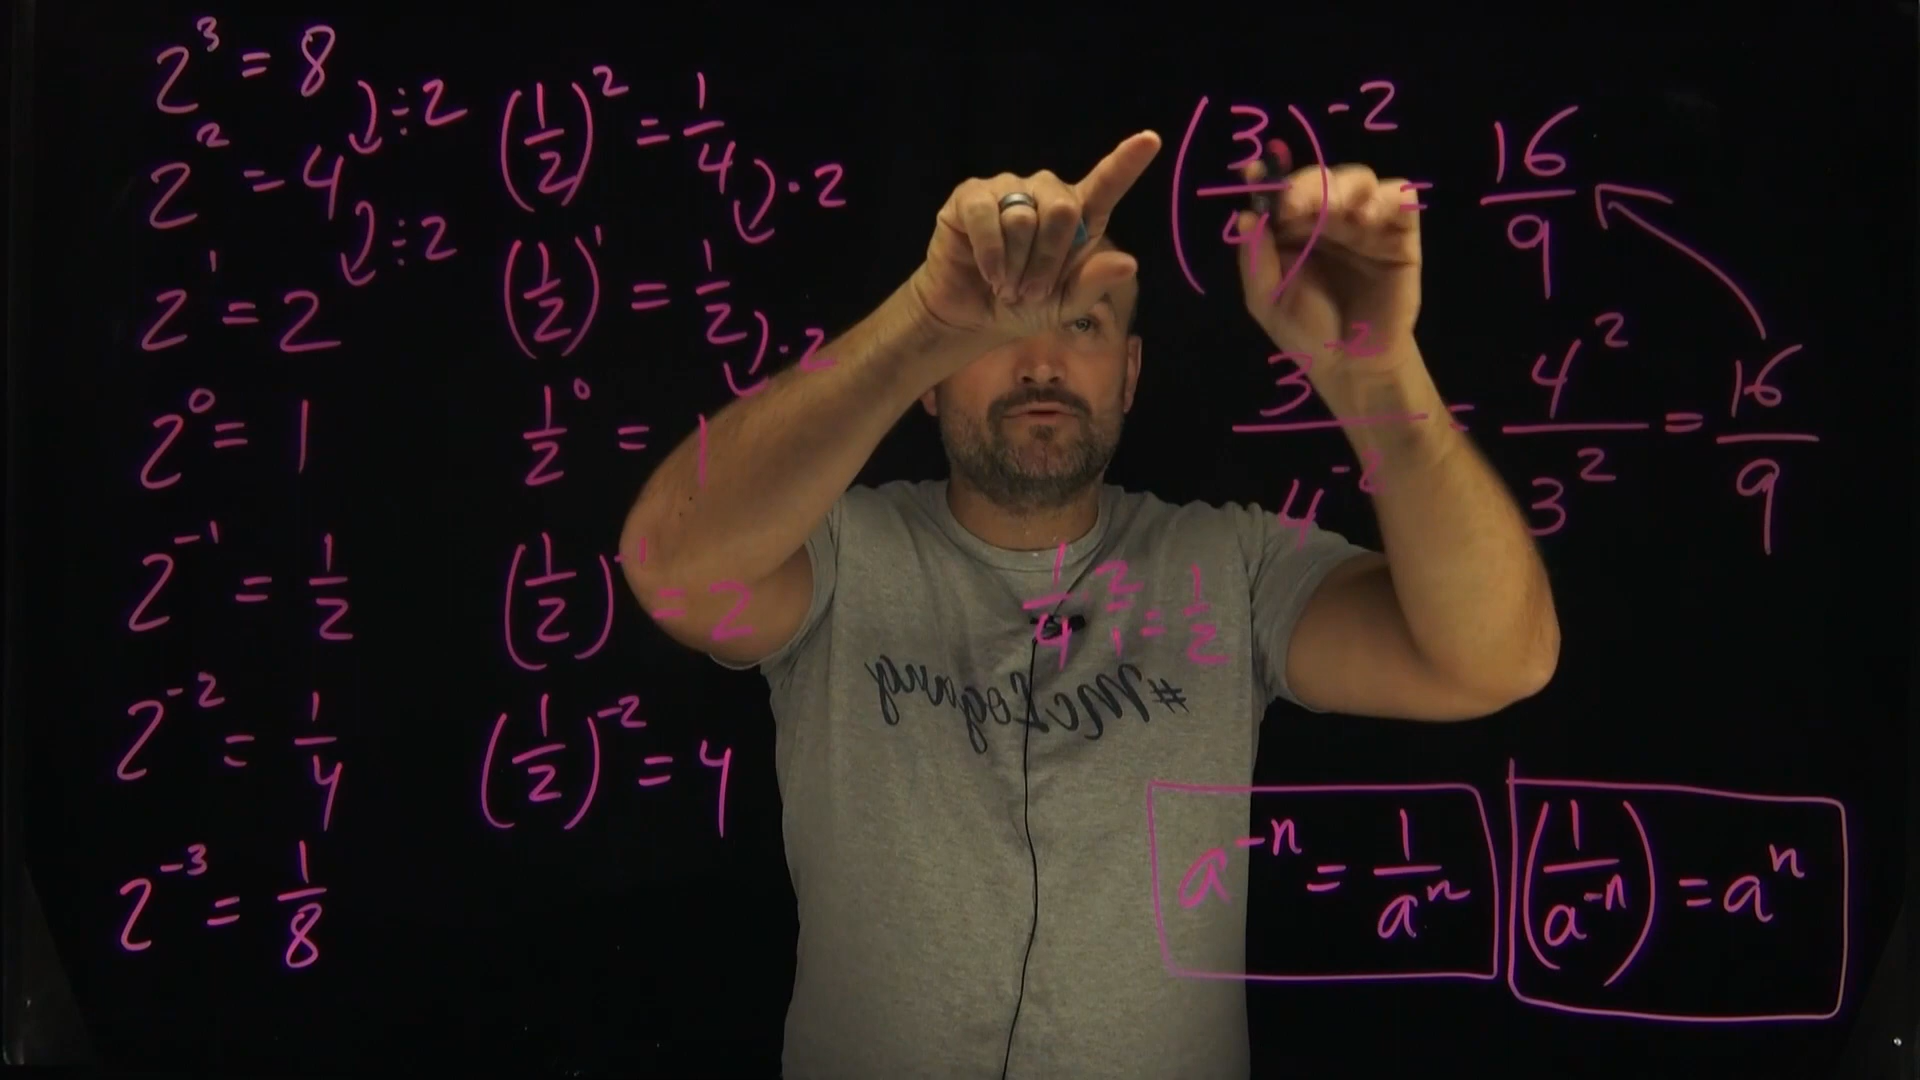 2³ = 8
÷2
2² = 4
÷2
2¹ = 2
2⁰ = 1
2⁻¹ = 1/2
2⁻² = 1/4
2⁻³ = 1/8
(1/2)² = 1/4
·2
(1/2)¹ = 1/2
·2
1/2⁰ = 1
(1/2)⁻¹ = 2
(1/2)⁻² = 4
(3/4)⁻² = 16/9
3⁻²/4⁻² = 4²/3² = 16/9
1/4 · 2/1 = 1/2
#McLogang
a⁻ⁿ = 1/aⁿ
(1/a⁻ⁿ) = aⁿ